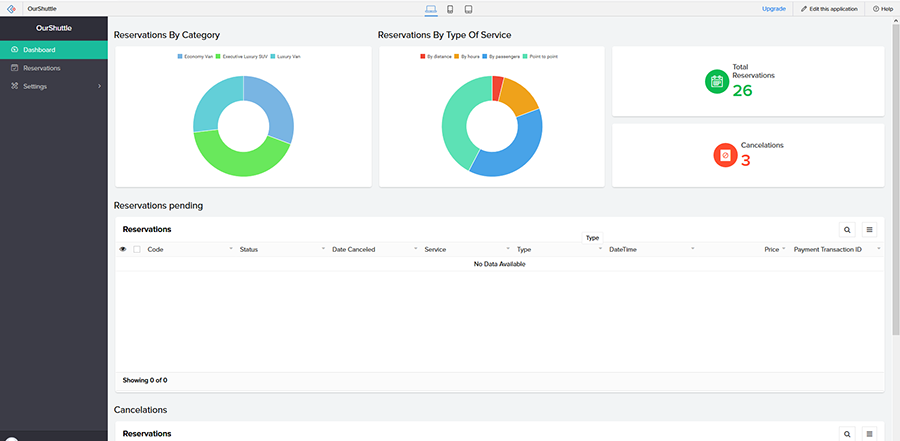 OurShuttle
Upgrade
Edit this application
Help
OurShuttle
Dashboard
Reservations
Settings
Reservations By Category
Economy Van Executive Luxury SUV Luxury Van
Reservations By Type Of Service
By distance By hours By passengers Point to point
Total
Reservations
26
Cancelations
3
Reservations pending
Reservations
Type
Code Status Date Canceled Service Type DateTime Price Payment Transaction ID
No Data Available
Showing 0 of 0
Cancelations
Reservations